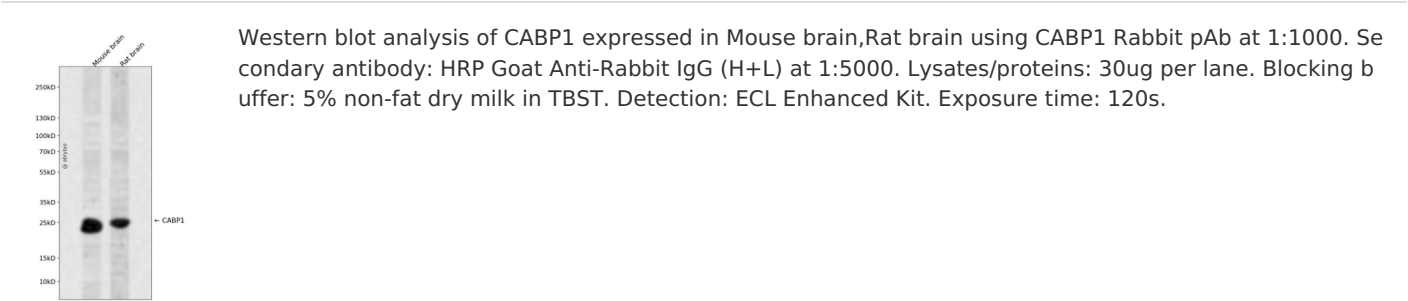 Mouse brain
Rat brain
Western blot analysis of CABP1 expressed in Mouse brain,Rat brain using CABP1 Rabbit pAb at 1:1000. Se
condary antibody: HRP Goat Anti-Rabbit IgG (H+L) at 1:5000. Lysates/proteins: 30ug per lane. Blocking b
uffer: 5% non-fat dry milk in TBST. Detection: ECL Enhanced Kit. Exposure time: 120s.
250kD
130kD
100kD
70kD
55kD
35kD
25kD
← CABP1
15kD
10kD